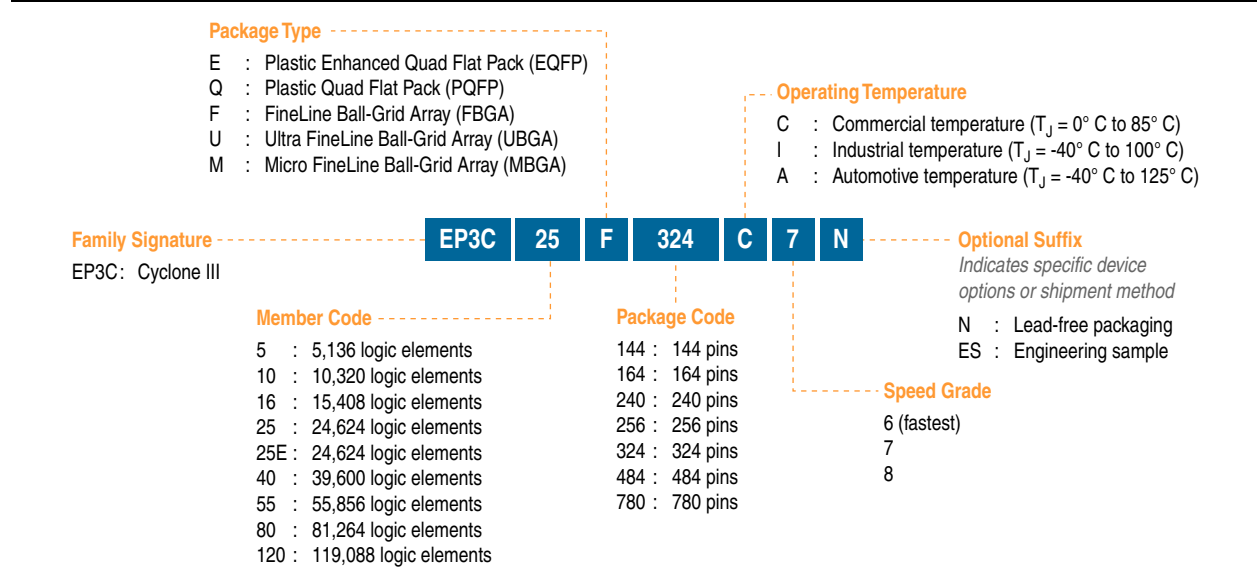 Package Type
E : Plastic Enhanced Quad Flat Pack (EQFP)
Q : Plastic Quad Flat Pack (PQFP)
F : FineLine Ball-Grid Array (FBGA)
U : Ultra FineLine Ball-Grid Array (UBGA)
M : Micro FineLine Ball-Grid Array (MBGA)
Operating Temperature
C : Commercial temperature (TJ = 0° C to 85° C)
I : Industrial temperature (TJ = -40° C to 100° C)
A : Automotive temperature (TJ = -40° C to 125° C)
EP3C 25 F 324 C 7 N
Family Signature
EP3C : Cyclone III
Optional Suffix
Indicates specific device
options or shipment method
N : Lead-free packaging
ES : Engineering sample
Member Code
5 : 5,136 logic elements
10 : 10,320 logic elements
16 : 15,408 logic elements
25 : 24,624 logic elements
25E : 24,624 logic elements
40 : 39,600 logic elements
55 : 55,856 logic elements
80 : 81,264 logic elements
120 : 119,088 logic elements
Package Code
144 : 144 pins
164 : 164 pins
240 : 240 pins
256 : 256 pins
324 : 324 pins
484 : 484 pins
780 : 780 pins
Speed Grade
6 (fastest)
7
8